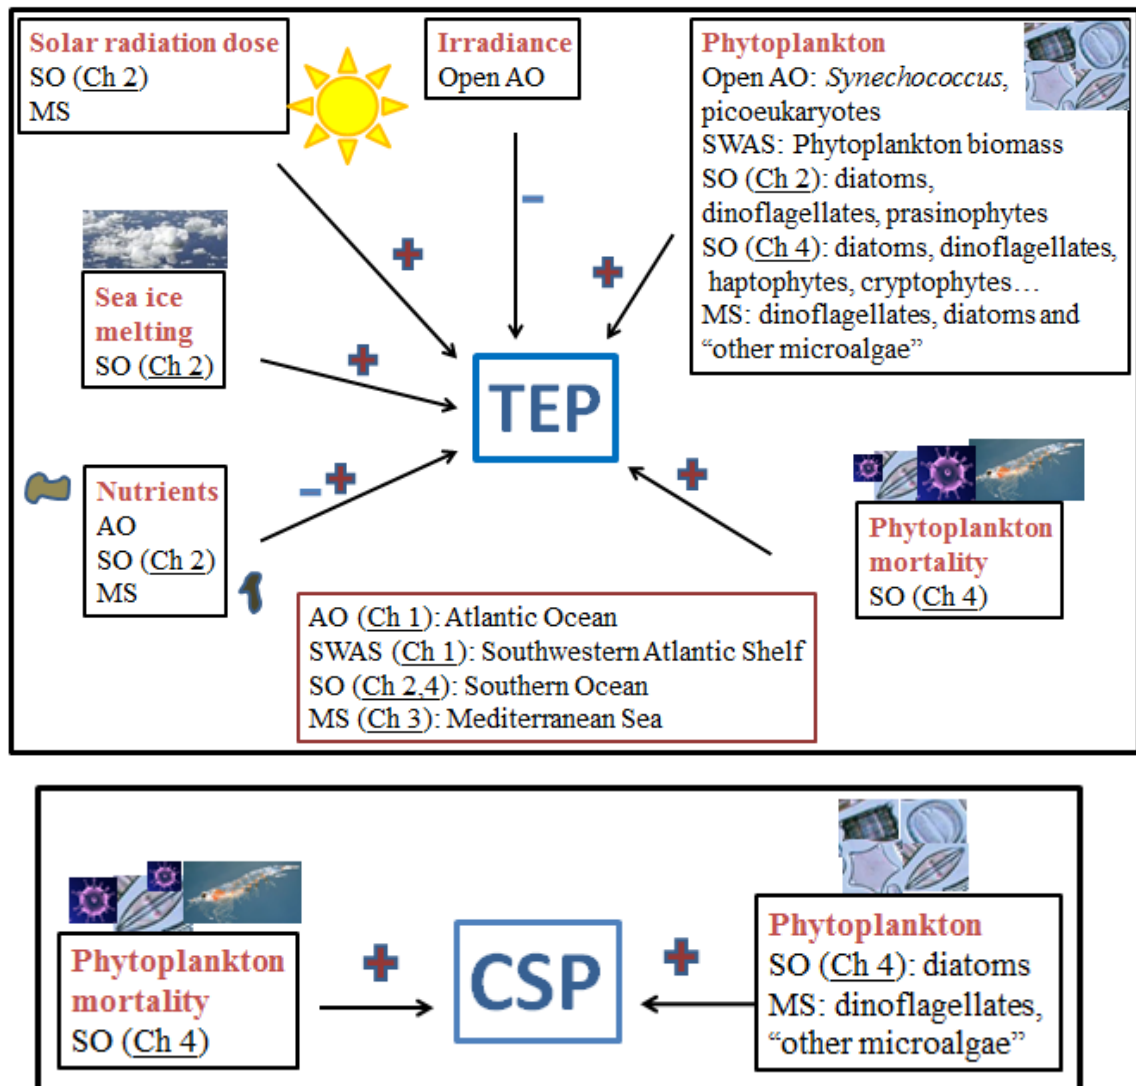 Solar radiation dose
SO (Ch 2)
MS
Irradiance
Open AO
Phytoplankton
Open AO: Synechococcus,
picoeukaryotes
SWAS: Phytoplankton biomass
SO (Ch 2): diatoms,
dinoflagellates, prasinophytes
SO (Ch 4): diatoms, dinoflagellates,
haptophytes, cryptophytes…
MS: dinoflagellates, diatoms and
“other microalgae”
–
+
+
Sea ice
melting
SO (Ch 2)
+
TEP
Nutrients
AO
SO (Ch 2)
MS
–+
+
Phytoplankton
mortality
SO (Ch 4)
AO (Ch 1): Atlantic Ocean
SWAS (Ch 1): Southwestern Atlantic Shelf
SO (Ch 2,4): Southern Ocean
MS (Ch 3): Mediterranean Sea
Phytoplankton
mortality
SO (Ch 4)
+
CSP
+
Phytoplankton
SO (Ch 4): diatoms
MS: dinoflagellates,
“other microalgae”